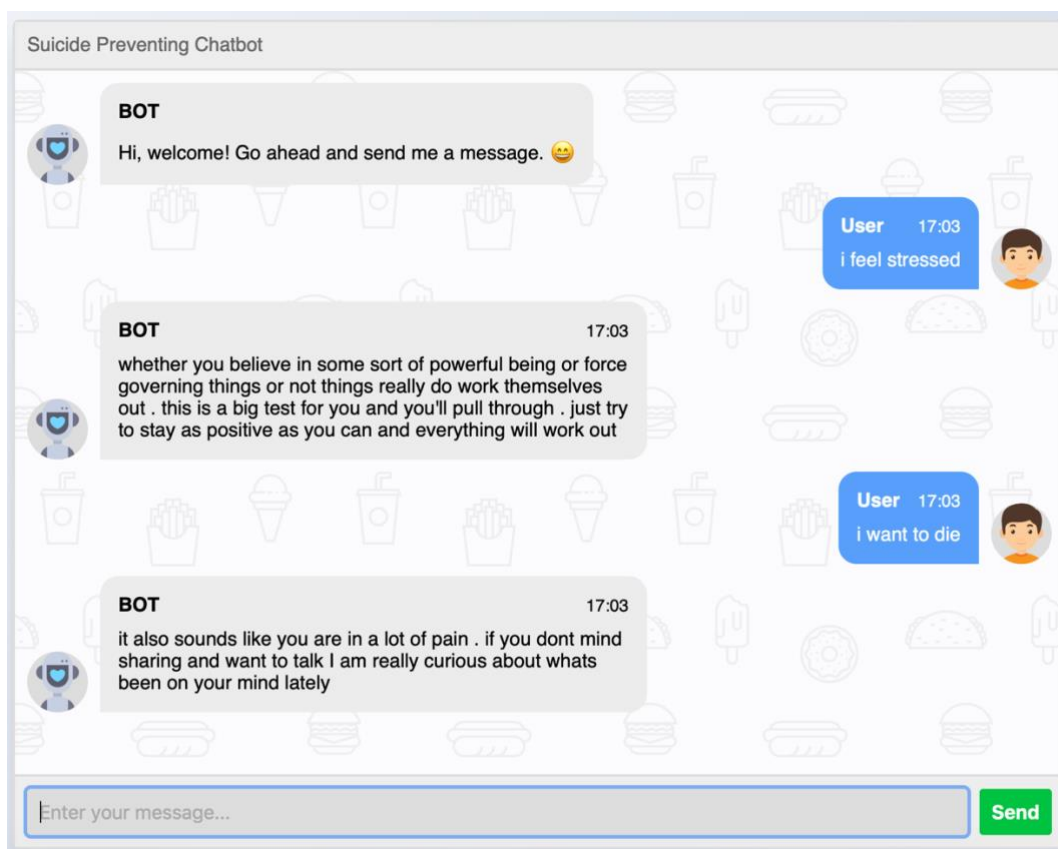 Suicide Preventing Chatbot
BOT
Hi, welcome! Go ahead and send me a message. 😄
User 17:03
i feel stressed
BOT 17:03
whether you believe in some sort of powerful being or force
governing things or not things really do work themselves
out . this is a big test for you and you'll pull through . just try
to stay as positive as you can and everything will work out
User 17:03
i want to die
BOT 17:03
it also sounds like you are in a lot of pain . if you dont mind
sharing and want to talk I am really curious about whats
been on your mind lately
Enter your message...
Send